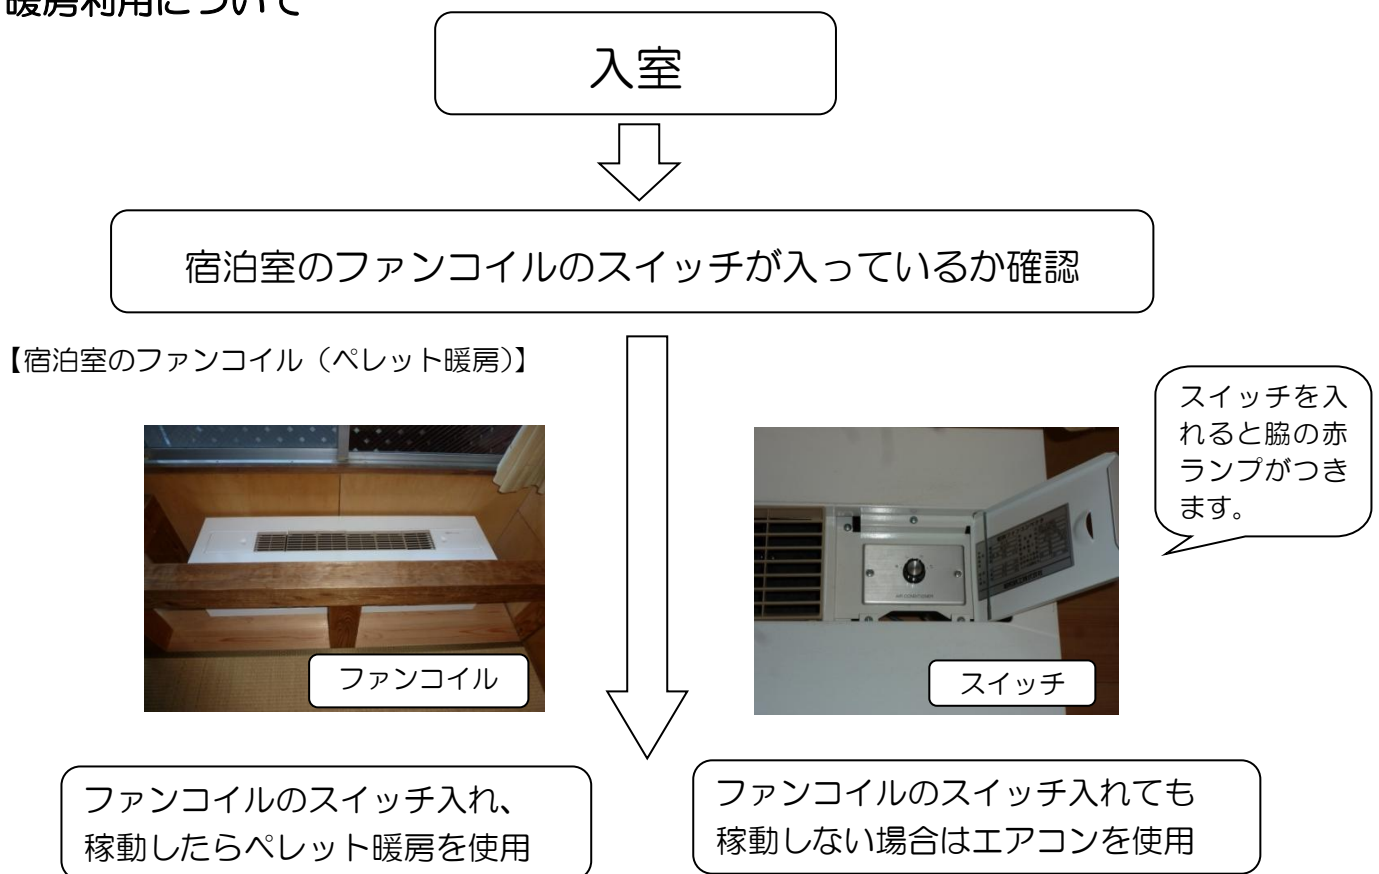 暖房利用について
入室
宿泊室のファンコイルのスイッチが入っているか確認
【宿泊室のファンコイル（ペレット暖房）】
スイッチを入
れると脇の赤
ランプがつき
ます。
ファンコイル
スイッチ
ファンコイルのスイッチ入れ、
稼動したらペレット暖房を使用
ファンコイルのスイッチ入れても
稼動しない場合はエアコンを使用